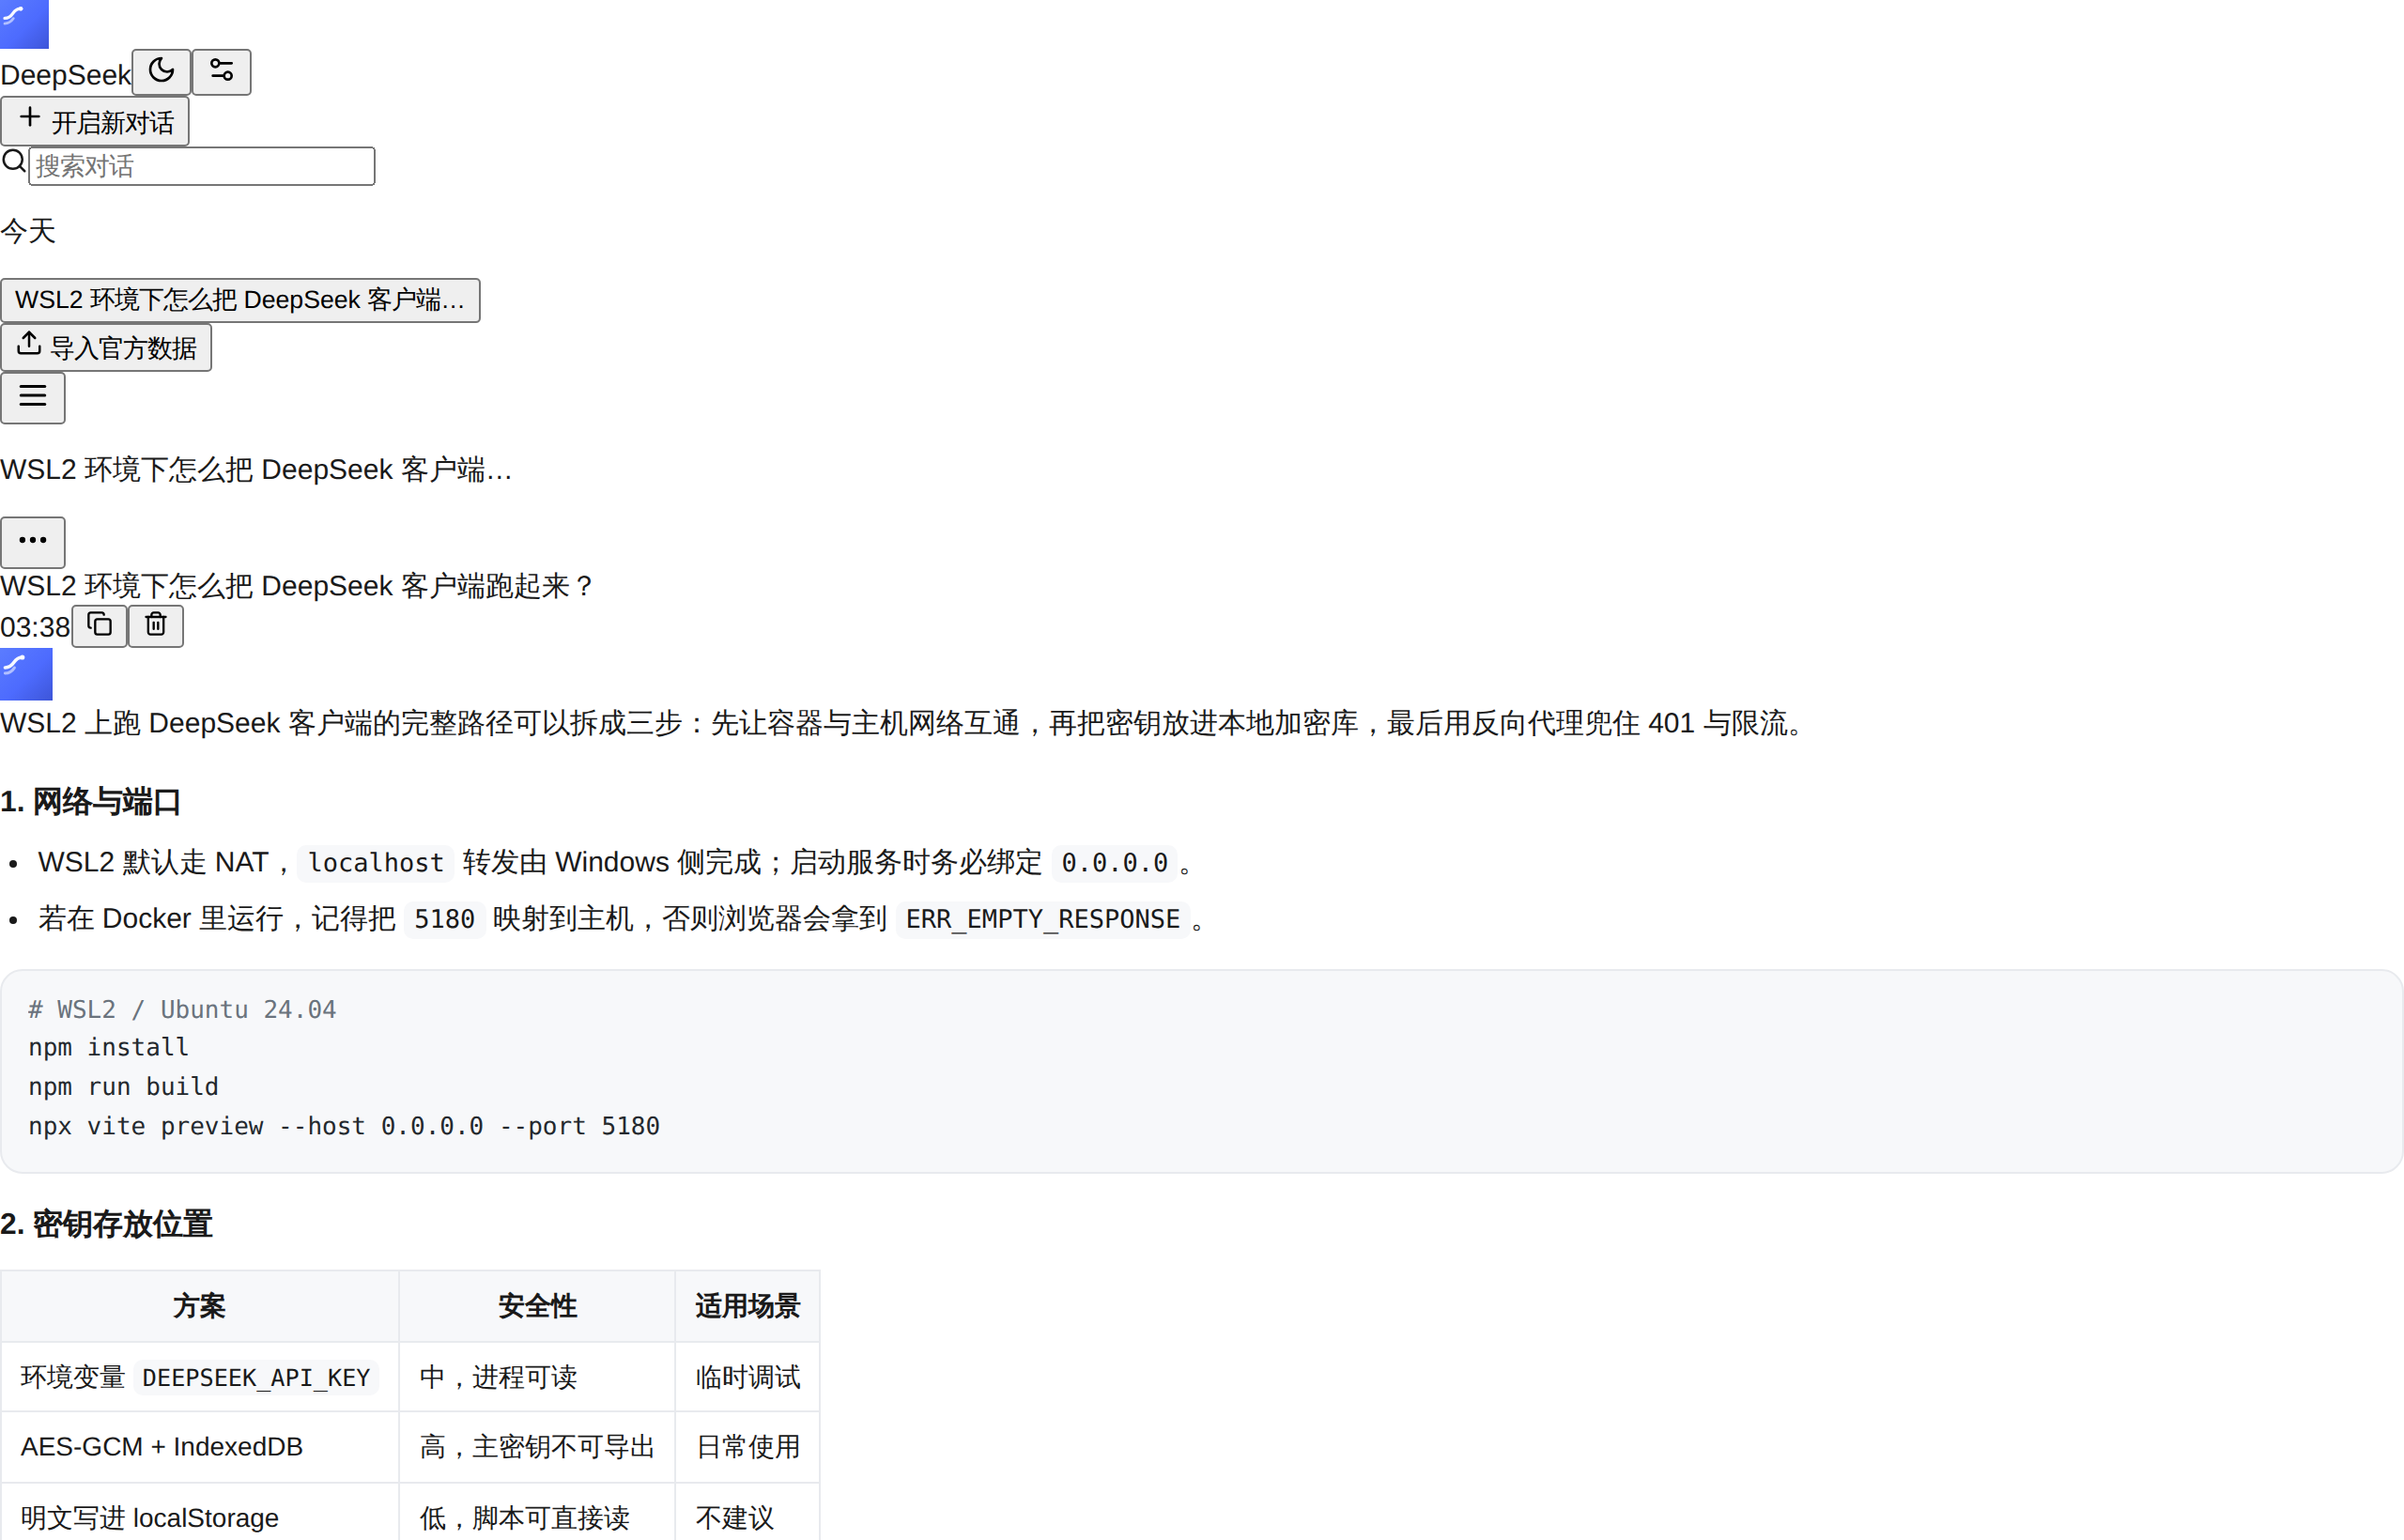 DeepSeek
开启新对话
搜索对话
今天
WSL2 环境下怎么把 DeepSeek 客户端…
导入官方数据
WSL2 环境下怎么把 DeepSeek 客户端…
WSL2 环境下怎么把 DeepSeek 客户端跑起来？
03:38
WSL2 上跑 DeepSeek 客户端的完整路径可以拆成三步：先让容器与主机网络互通，再把密钥放进本地加密库，最后用反向代理兜住 401 与限流。
1. 网络与端口
• WSL2 默认走 NAT，localhost 转发由 Windows 侧完成；启动服务时务必绑定 0.0.0.0。
• 若在 Docker 里运行，记得把 5180 映射到主机，否则浏览器会拿到 ERR_EMPTY_RESPONSE。
# WSL2 / Ubuntu 24.04
npm install
npm run build
npx vite preview --host 0.0.0.0 --port 5180
2. 密钥存放位置
方案 安全性 适用场景
环境变量 DEEPSEEK_API_KEY 中，进程可读 临时调试
AES-GCM + IndexedDB 高，主密钥不可导出 日常使用
明文写进 localStorage 低，脚本可直接读 不建议